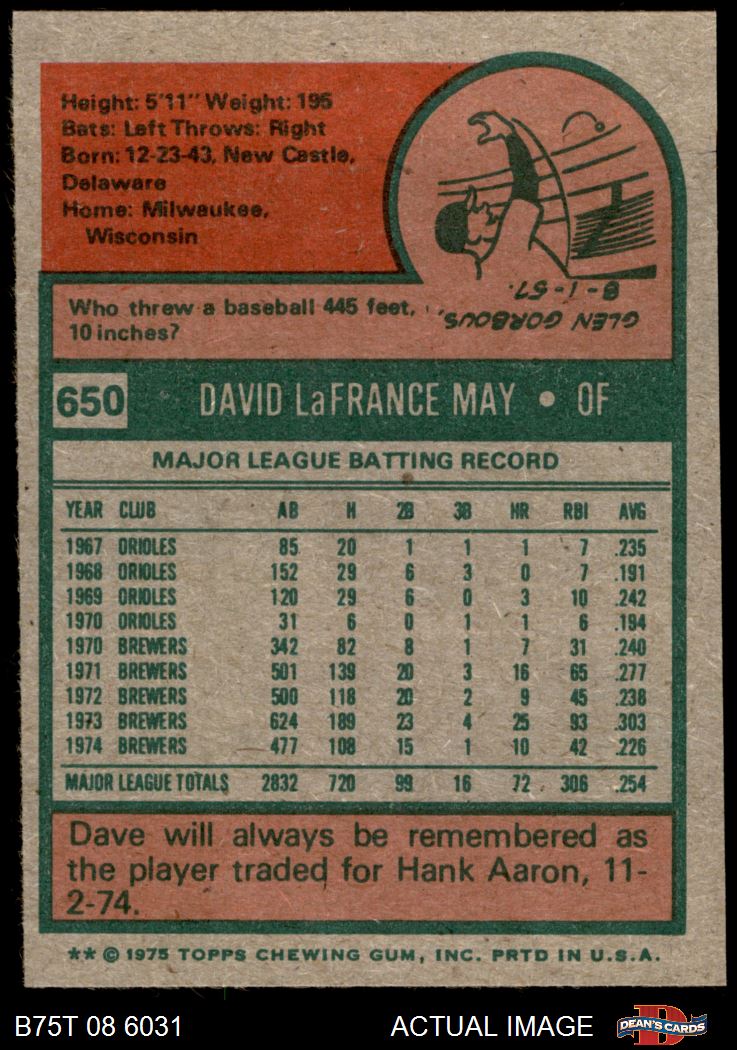 Height: 5'11" Weight: 195
Bats: Left Throws: Right
Born: 12-23-43, New Castle,
Delaware
Home: Milwaukee,
Wisconsin
Who threw a baseball 445 feet,
10 inches?
GLEN GORBOUS,
8-1-57.
650 DAVID LaFRANCE MAY • OF
MAJOR LEAGUE BATTING RECORD
YEAR CLUB AB H 2B 3B HR RBI AVG
1967 ORIOLES 85 20 1 1 1 7 .235
1968 ORIOLES 152 29 6 3 0 7 .191
1969 ORIOLES 120 29 6 0 3 10 .242
1970 ORIOLES 31 6 0 1 1 6 .194
1970 BREWERS 342 82 8 1 7 31 .240
1971 BREWERS 501 139 20 3 16 65 .277
1972 BREWERS 500 118 20 2 9 45 .238
1973 BREWERS 624 189 23 4 25 93 .303
1974 BREWERS 477 108 15 1 10 42 .226
MAJOR LEAGUE TOTALS 2832 720 99 16 72 306 .254
Dave will always be remembered as
the player traded for Hank Aaron, 11-
2-74.
** © 1975 TOPPS CHEWING GUM, INC. PRTD IN U.S.A.
B75T 08 6031 ACTUAL IMAGE D DEAN'S CARDS